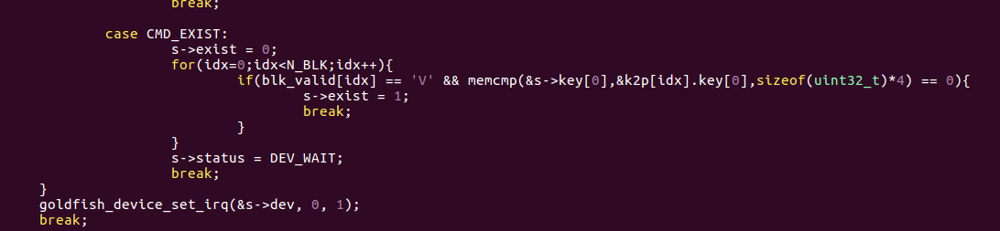 break;
case CMD_EXIST:
s->exist = 0;
for(idx=0;idx<N_BLK;idx++){
if(blk_valid[idx] == 'V' && memcmp(&s->key[0],&k2p[idx].key[0],sizeof(uint32_t)*4) == 0){
s->exist = 1;
break;
}
}
s->status = DEV_WAIT;
break;
}
goldfish_device_set_irq(&s->dev, 0, 1);
break;